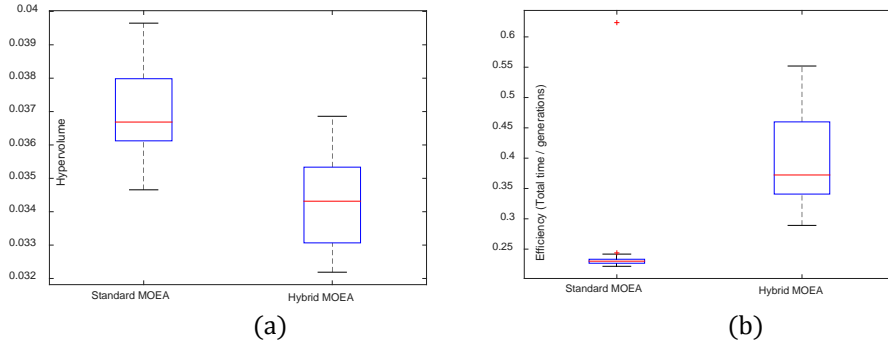 0.04
0.039
0.038
0.037
0.036
0.035
0.034
0.033
0.032
Hypervolume
Standard MOEA
Hybrid MOEA
(a)
0.6
0.55
0.5
0.45
0.4
0.35
0.3
0.25
Efficiency (Total time / generations)
Standard MOEA
Hybrid MOEA
(b)